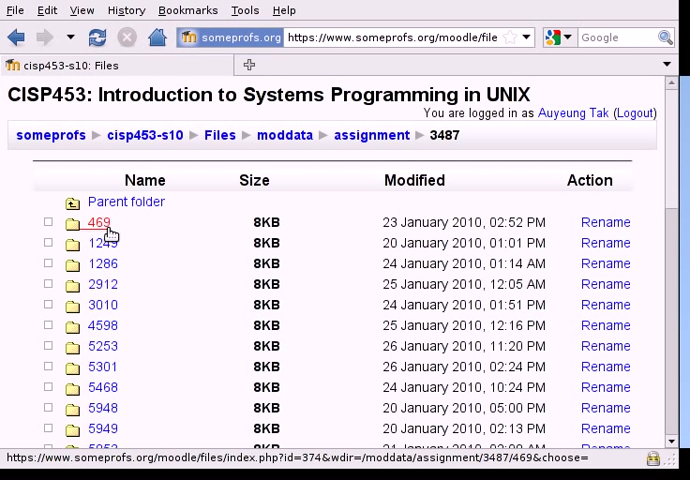 File Edit View History Bookmarks Tools Help
someprofs.org https://www.someprofs.org/moodle/file Google
cisp453-s10: Files
CISP453: Introduction to Systems Programming in UNIX
You are logged in as Auyeung Tak (Logout)
someprofs ► cisp453-s10 ► Files ► moddata ► assignment ► 3487
Name Size Modified Action
Parent folder
469 8KB 23 January 2010, 02:52 PM Rename
1249 8KB 20 January 2010, 01:01 PM Rename
1286 8KB 24 January 2010, 01:14 AM Rename
2912 8KB 25 January 2010, 12:05 AM Rename
3010 8KB 24 January 2010, 01:51 PM Rename
4598 8KB 25 January 2010, 12:16 PM Rename
5253 8KB 26 January 2010, 11:20 PM Rename
5301 8KB 26 January 2010, 02:24 PM Rename
5468 8KB 24 January 2010, 10:24 PM Rename
5948 8KB 20 January 2010, 05:00 PM Rename
5949 8KB 20 January 2010, 02:13 PM Rename
8KB January 2010, Rename
https://www.someprofs.org/moodle/files/index.php?id=374&wdir=/moddata/assignment/3487/469&choose=